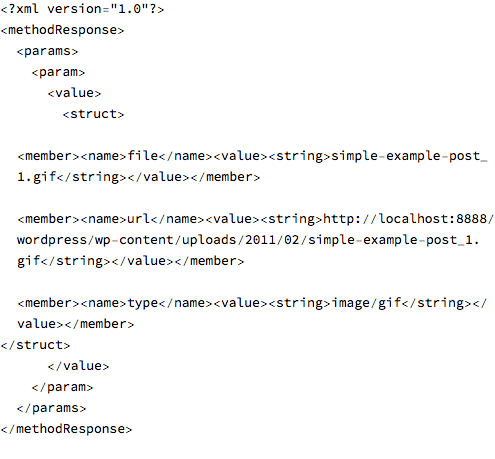 <?xml version="1.0"?>
<methodResponse>
  <params>
    <param>
      <value>
        <struct>

  <member><name>file</name><value><string>simple-example-post_
  1.gif</string></value></member>

  <member><name>url</name><value><string>http://localhost:8888/
  wordpress/wp-content/uploads/2011/02/simple-example-post_1.
  gif</string></value></member>

  <member><name>type</name><value><string>image/gif</string></
  value></member>
</struct>
      </value>
    </param>
  </params>
</methodResponse>